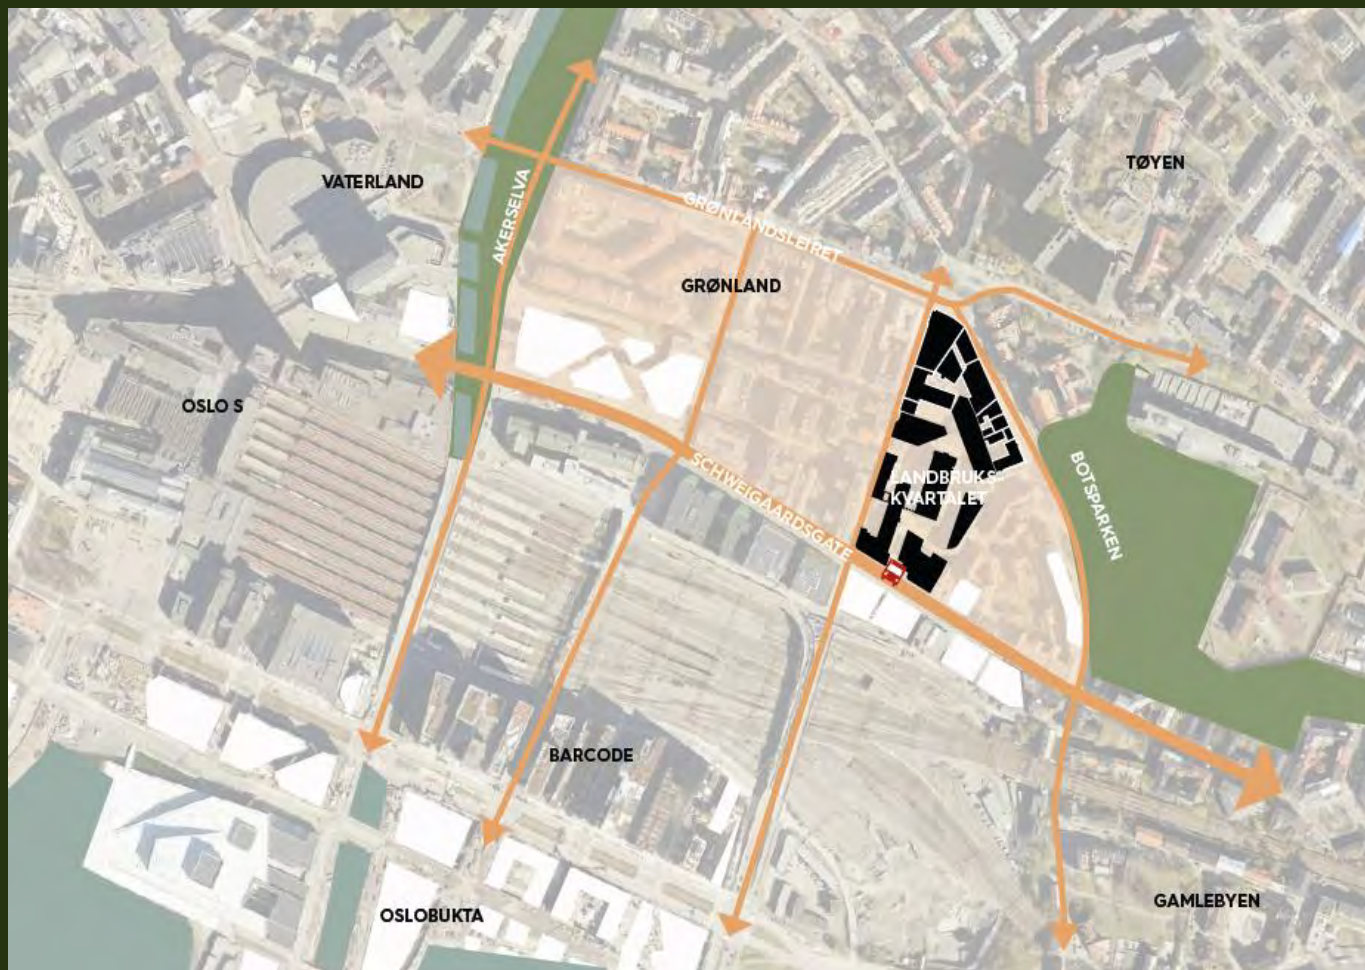 TØYEN
VATERLAND
AKERSELVA
GRØNLANDSLEIRET
GRØNLAND
OSLO S
BOTSPARKEN
SCHWEIGAARDSGATE
LANDBRUKS-
KVARTALET
BARCODE
GAMLEBYEN
OSLOBUKTA